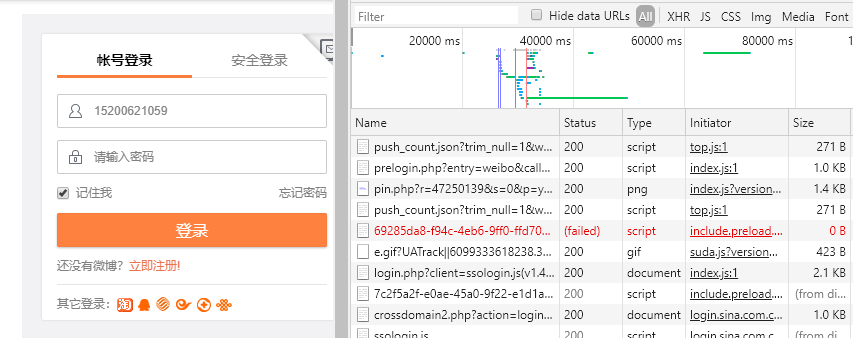 帐号登录 安全登录
15200621059
请输入密码
记住我 忘记密码
登录
还没有微博？立即注册!
其它登录：
淘
Filter Hide data URLs All XHR JS CSS Img Media Font
20000 ms 40000 ms 60000 ms 80000 ms 1
Name Status Type Initiator Size
push_count.json?trim_null=1&w... 200 script top.js:1 271 B
prelogin.php?entry=weibo&call... 200 script index.js:1 1.0 KB
pin.php?r=47250139&s=0&p=y... 200 png index.js?version... 1.4 KB
push_count.json?trim_null=1&w... 200 script top.js:1 271 B
69285da8-f94c-4eb6-9ff0-ffd70... (failed) script include.preload.... 0 B
e.gif?UATrack||6099333618238.3... 200 gif suda.js?version... 423 B
login.php?client=ssologin.js(v1.4... 200 document index.js:1 2.1 KB
7c2f5a2f-e0ae-45a0-9f22-e1d1a... 200 script include.preload.... (from di...
crossdomain2.php?action=login... 200 document login.sina.com.c... 1.0 KB
ssologin.js 200 script login.sina.com.c... (from di...